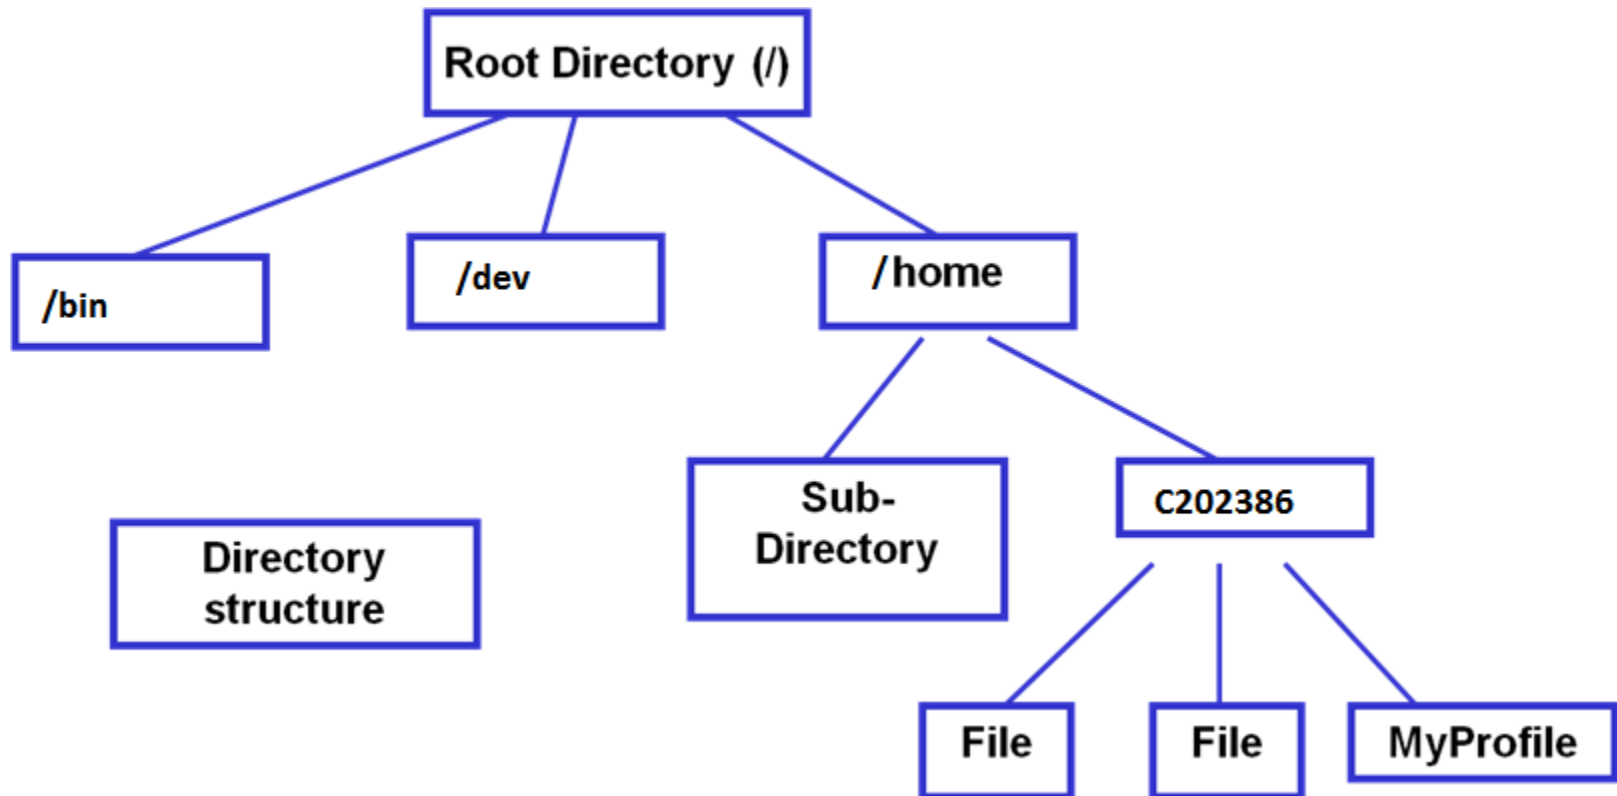 Root Directory (/)
/bin
/dev
/home
Sub-
Directory
C202386
Directory
structure
File
File
MyProfile